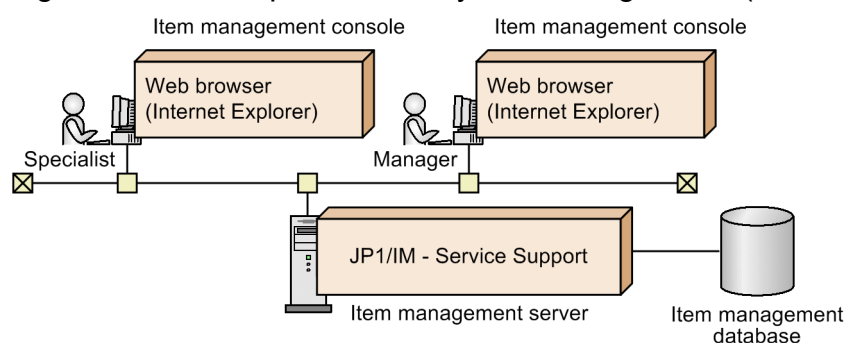 Item management console
Item management console
Web browser
(Internet Explorer)
Web browser
(Internet Explorer)
Specialist
Manager
JP1/IM - Service Support
Item management server
Item management
database